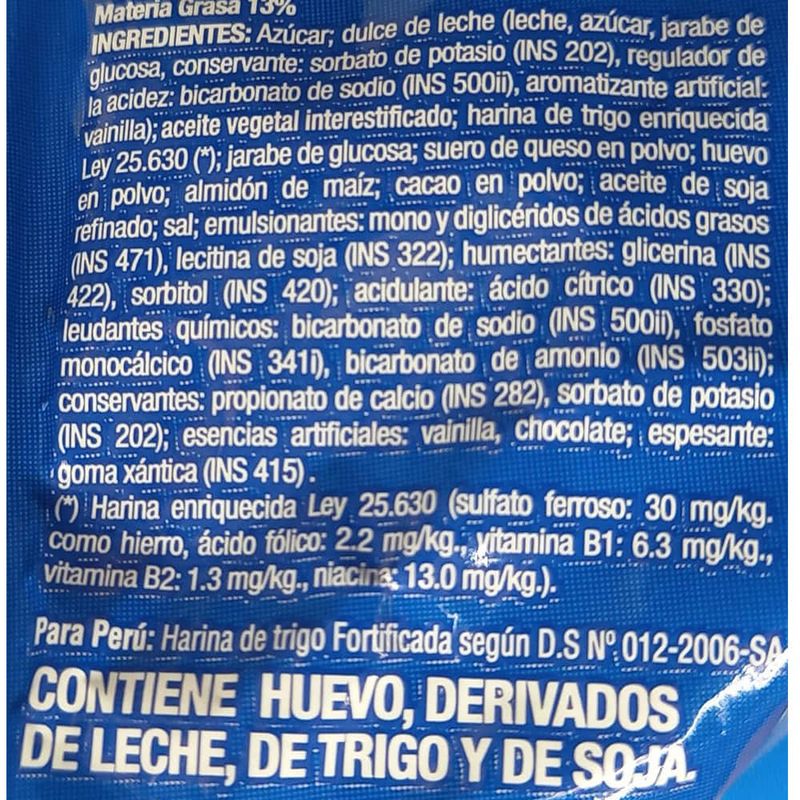 Materia Grasa 13%
INGREDIENTES: Azúcar; dulce de leche (leche, azúcar, jarabe de
glucosa, conservante: sorbato de potasio (INS 202), regulador de
la acidez: bicarbonato de sodio (INS 500ii), aromatizante artificial:
vainilla); aceite vegetal interestificado; harina de trigo enriquecida
Ley 25.630 (*); jarabe de glucosa; suero de queso en polvo; huevo
en polvo; almidón de maíz; cacao en polvo; aceite de soja
refinado; sal; emulsionantes: mono y diglicéridos de ácidos grasos
(INS 471), lecitina de soja (INS 322); humectantes: glicerina (INS
422), sorbitol (INS 420); acidulante: ácido cítrico (INS 330);
leudantes químicos: bicarbonato de sodio (INS 500ii), fosfato
monocálcico (INS 341i), bicarbonato de amonio (INS 503ii);
conservantes: propionato de calcio (INS 282), sorbato de potasio
(INS 202); esencias artificiales: vainilla, chocolate; espesante:
goma xántica (INS 415).
(*) Harina enriquecida Ley 25.630 (sulfato ferroso: 30 mg/kg.
como hierro, ácido fólico: 2.2 mg/kg., vitamina B1: 6.3 mg/kg.,
vitamina B2: 1.3 mg/kg., niacina: 13.0 mg/kg.).
Para Perú: Harina de trigo Fortificada según D.S Nº 012-2006-SA
CONTIENE HUEVO, DERIVADOS
DE LECHE, DE TRIGO Y DE SOJA.